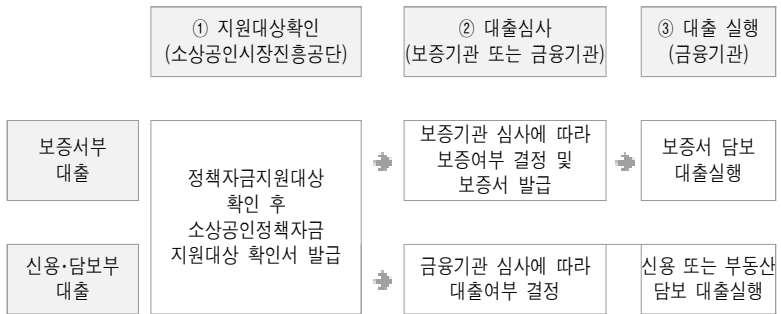 ① 지원대상확인
(소상공인시장진흥공단)
② 대출심사
(보증기관 또는 금융기관)
③ 대출 실행
(금융기관)
보증서부
대출
정책자금지원대상
확인 후
소상공인정책자금
지원대상 확인서 발급
보증기관 심사에 따라
보증여부 결정 및
보증서 발급
보증서 담보
대출실행
신용·담보부
대출
금융기관 심사에 따라
대출여부 결정
신용 또는 부동산
담보 대출실행